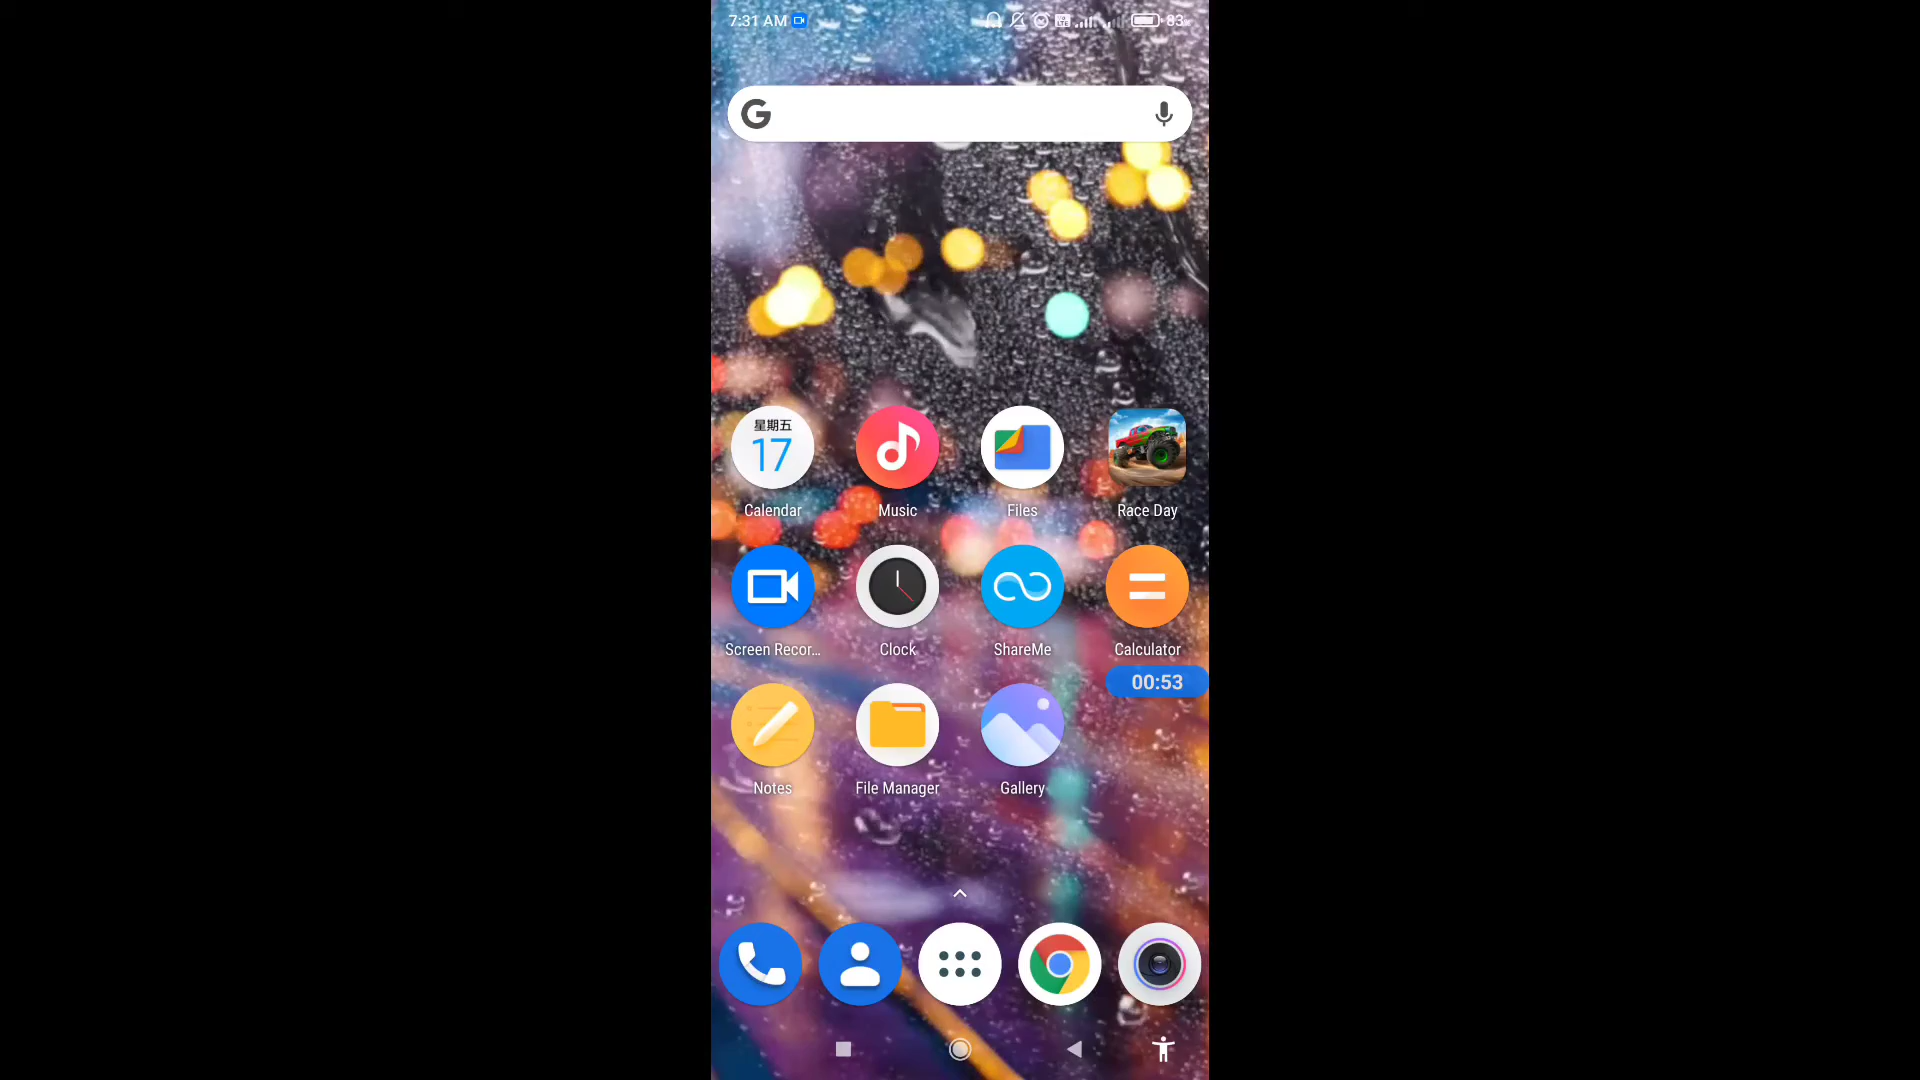 7:31 AM
83
G
星期五
17
Calendar
Music
Files
Race Day
Screen Recor...
Clock
ShareMe
Calculator
00:53
Notes
File Manager
Gallery